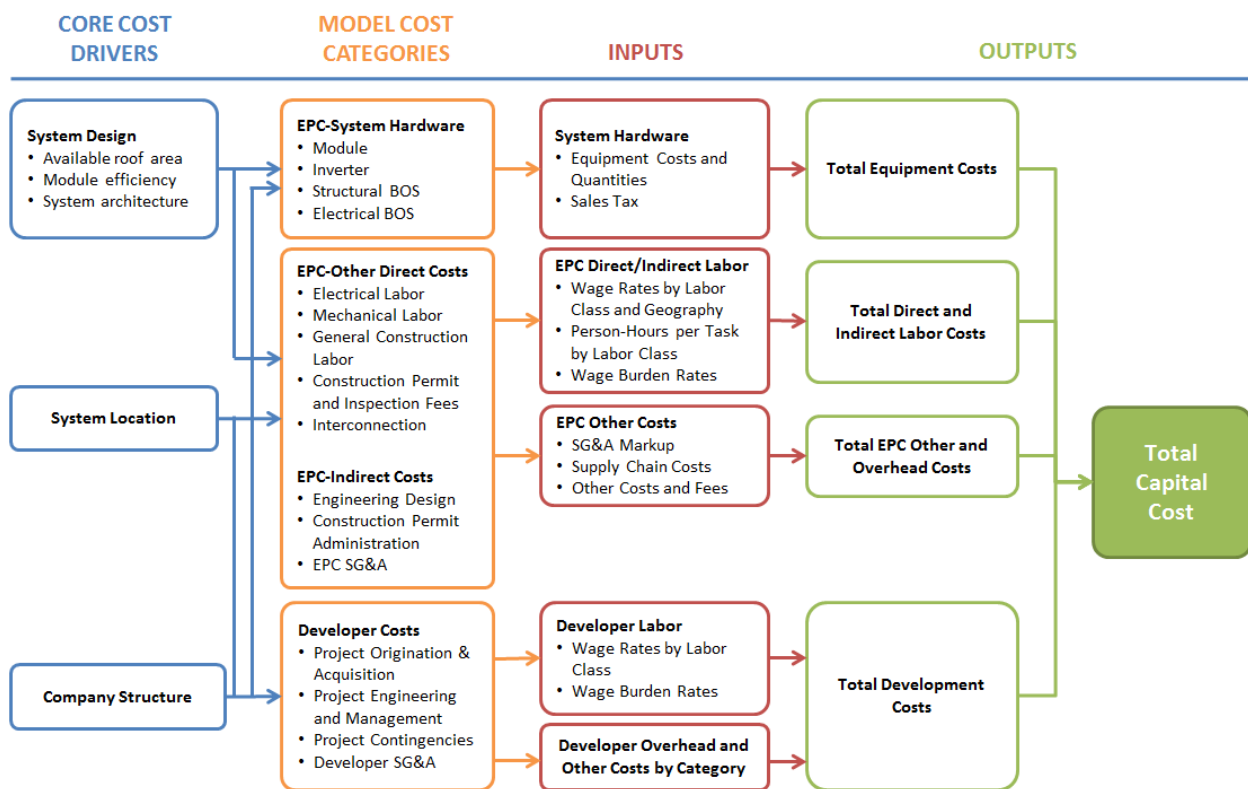 CORE COST
DRIVERS
MODEL COST
CATEGORIES
INPUTS
OUTPUTS
System Design
• Available roof area
• Module efficiency
• System architecture
System Location
Company Structure
EPC-System Hardware
• Module
• Inverter
• Structural BOS
• Electrical BOS
EPC-Other Direct Costs
• Electrical Labor
• Mechanical Labor
• General Construction
Labor
• Construction Permit
and Inspection Fees
• Interconnection
EPC-Indirect Costs
• Engineering Design
• Construction Permit
Administration
• EPC SG&A
Developer Costs
• Project Origination &
Acquisition
• Project Engineering
and Management
• Project Contingencies
• Developer SG&A
System Hardware
• Equipment Costs and
Quantities
• Sales Tax
EPC Direct/Indirect Labor
• Wage Rates by Labor
Class and Geography
• Person-Hours per Task
by Labor Class
• Wage Burden Rates
EPC Other Costs
• SG&A Markup
• Supply Chain Costs
• Other Costs and Fees
Developer Labor
• Wage Rates by Labor
Class
• Wage Burden Rates
Developer Overhead and
Other Costs by Category
Total Equipment Costs
Total Direct and
Indirect Labor Costs
Total EPC Other and
Overhead Costs
Total Development
Costs
Total
Capital
Cost